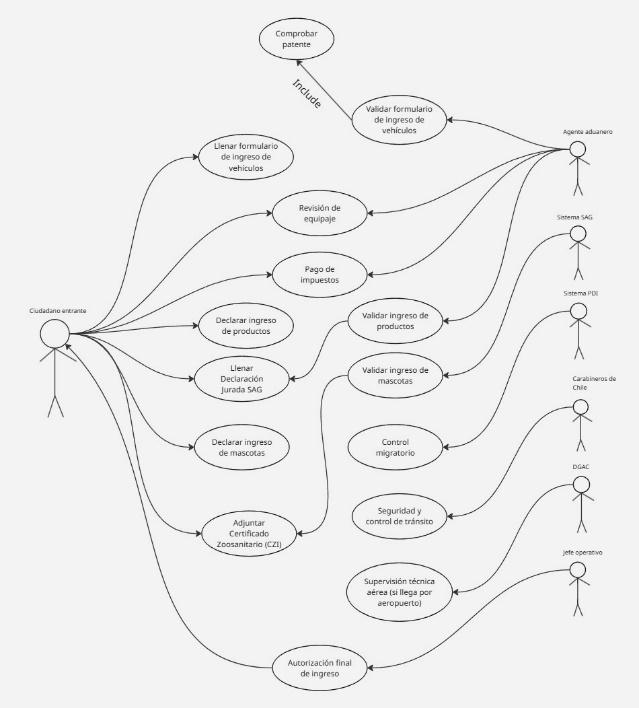 Comprobar
patente
Include
Validar formulario
de ingreso de
vehículos
Agente aduanero
Llenar formulario
de ingreso de
vehículos
Revisión de
equipaje
Sistema SAG
Pago de
impuestos
Sistema PDI
Ciudadano entrante
Declarar ingreso
de productos
Validar ingreso de
productos
Llenar
Declaración
Jurada SAG
Validar ingreso de
mascotas
Carabineros de
Chile
Declarar ingreso
de mascotas
Control
migratorio
DGAC
Adjuntar
Certificado
Zoosanitario (CZI)
Seguridad y
control de tránsito
Jefe operativo
Supervisión técnica
aérea (si llega por
aeropuerto)
Autorización final
de ingreso